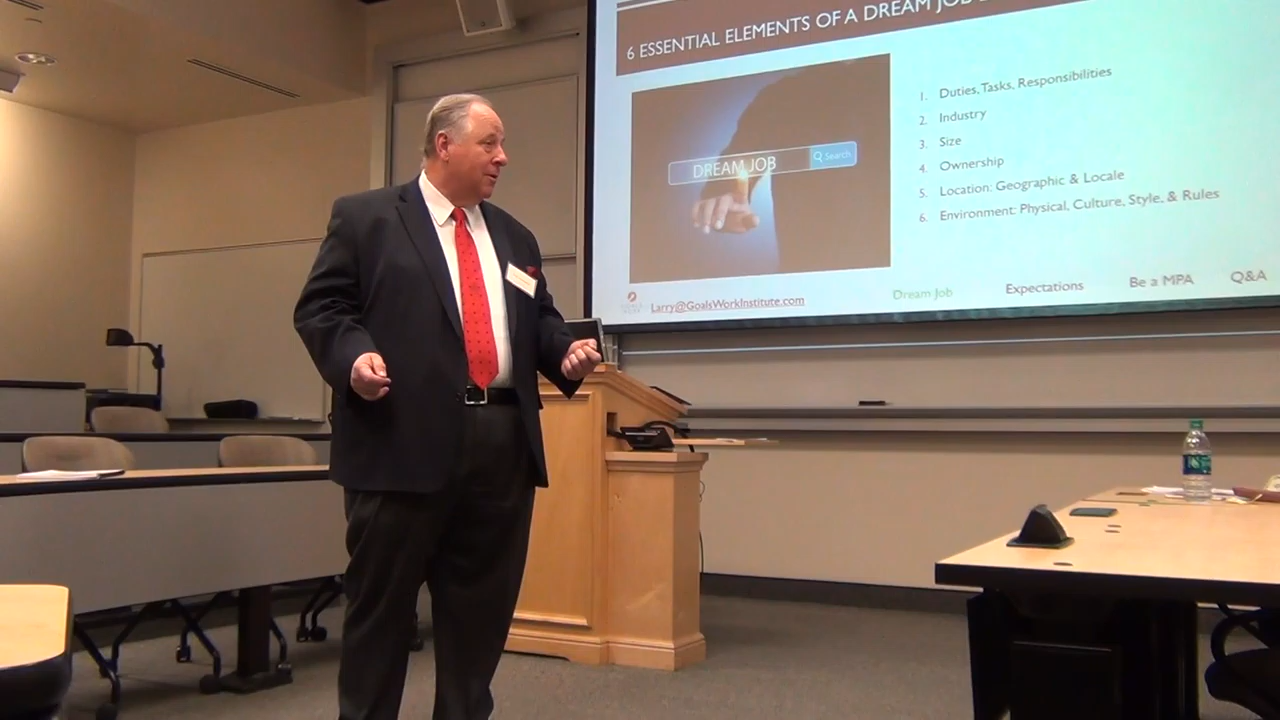 6 ESSENTIAL ELEMENTS OF A DREAM JOB
DREAM JOB
Search
1. Duties, Tasks, Responsibilities
2. Industry
3. Size
4. Ownership
5. Location: Geographic & Locale
6. Environment: Physical, Culture, Style, & Rules
Larry@GoalsWorkInstitute.com
Dream Job
Expectations
Be a MPA
Q&A